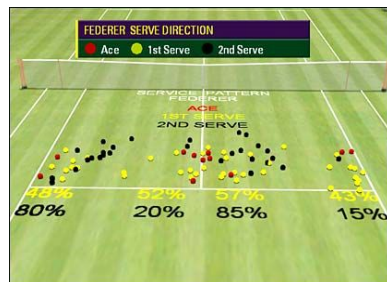 FEDERER SERVE DIRECTION
Ace 1st Serve 2nd Serve
SERVICE PATTERN
FEDERER
ACE
1ST SERVE
2ND SERVE
48% 52% 57% 43%
80% 20% 85% 15%